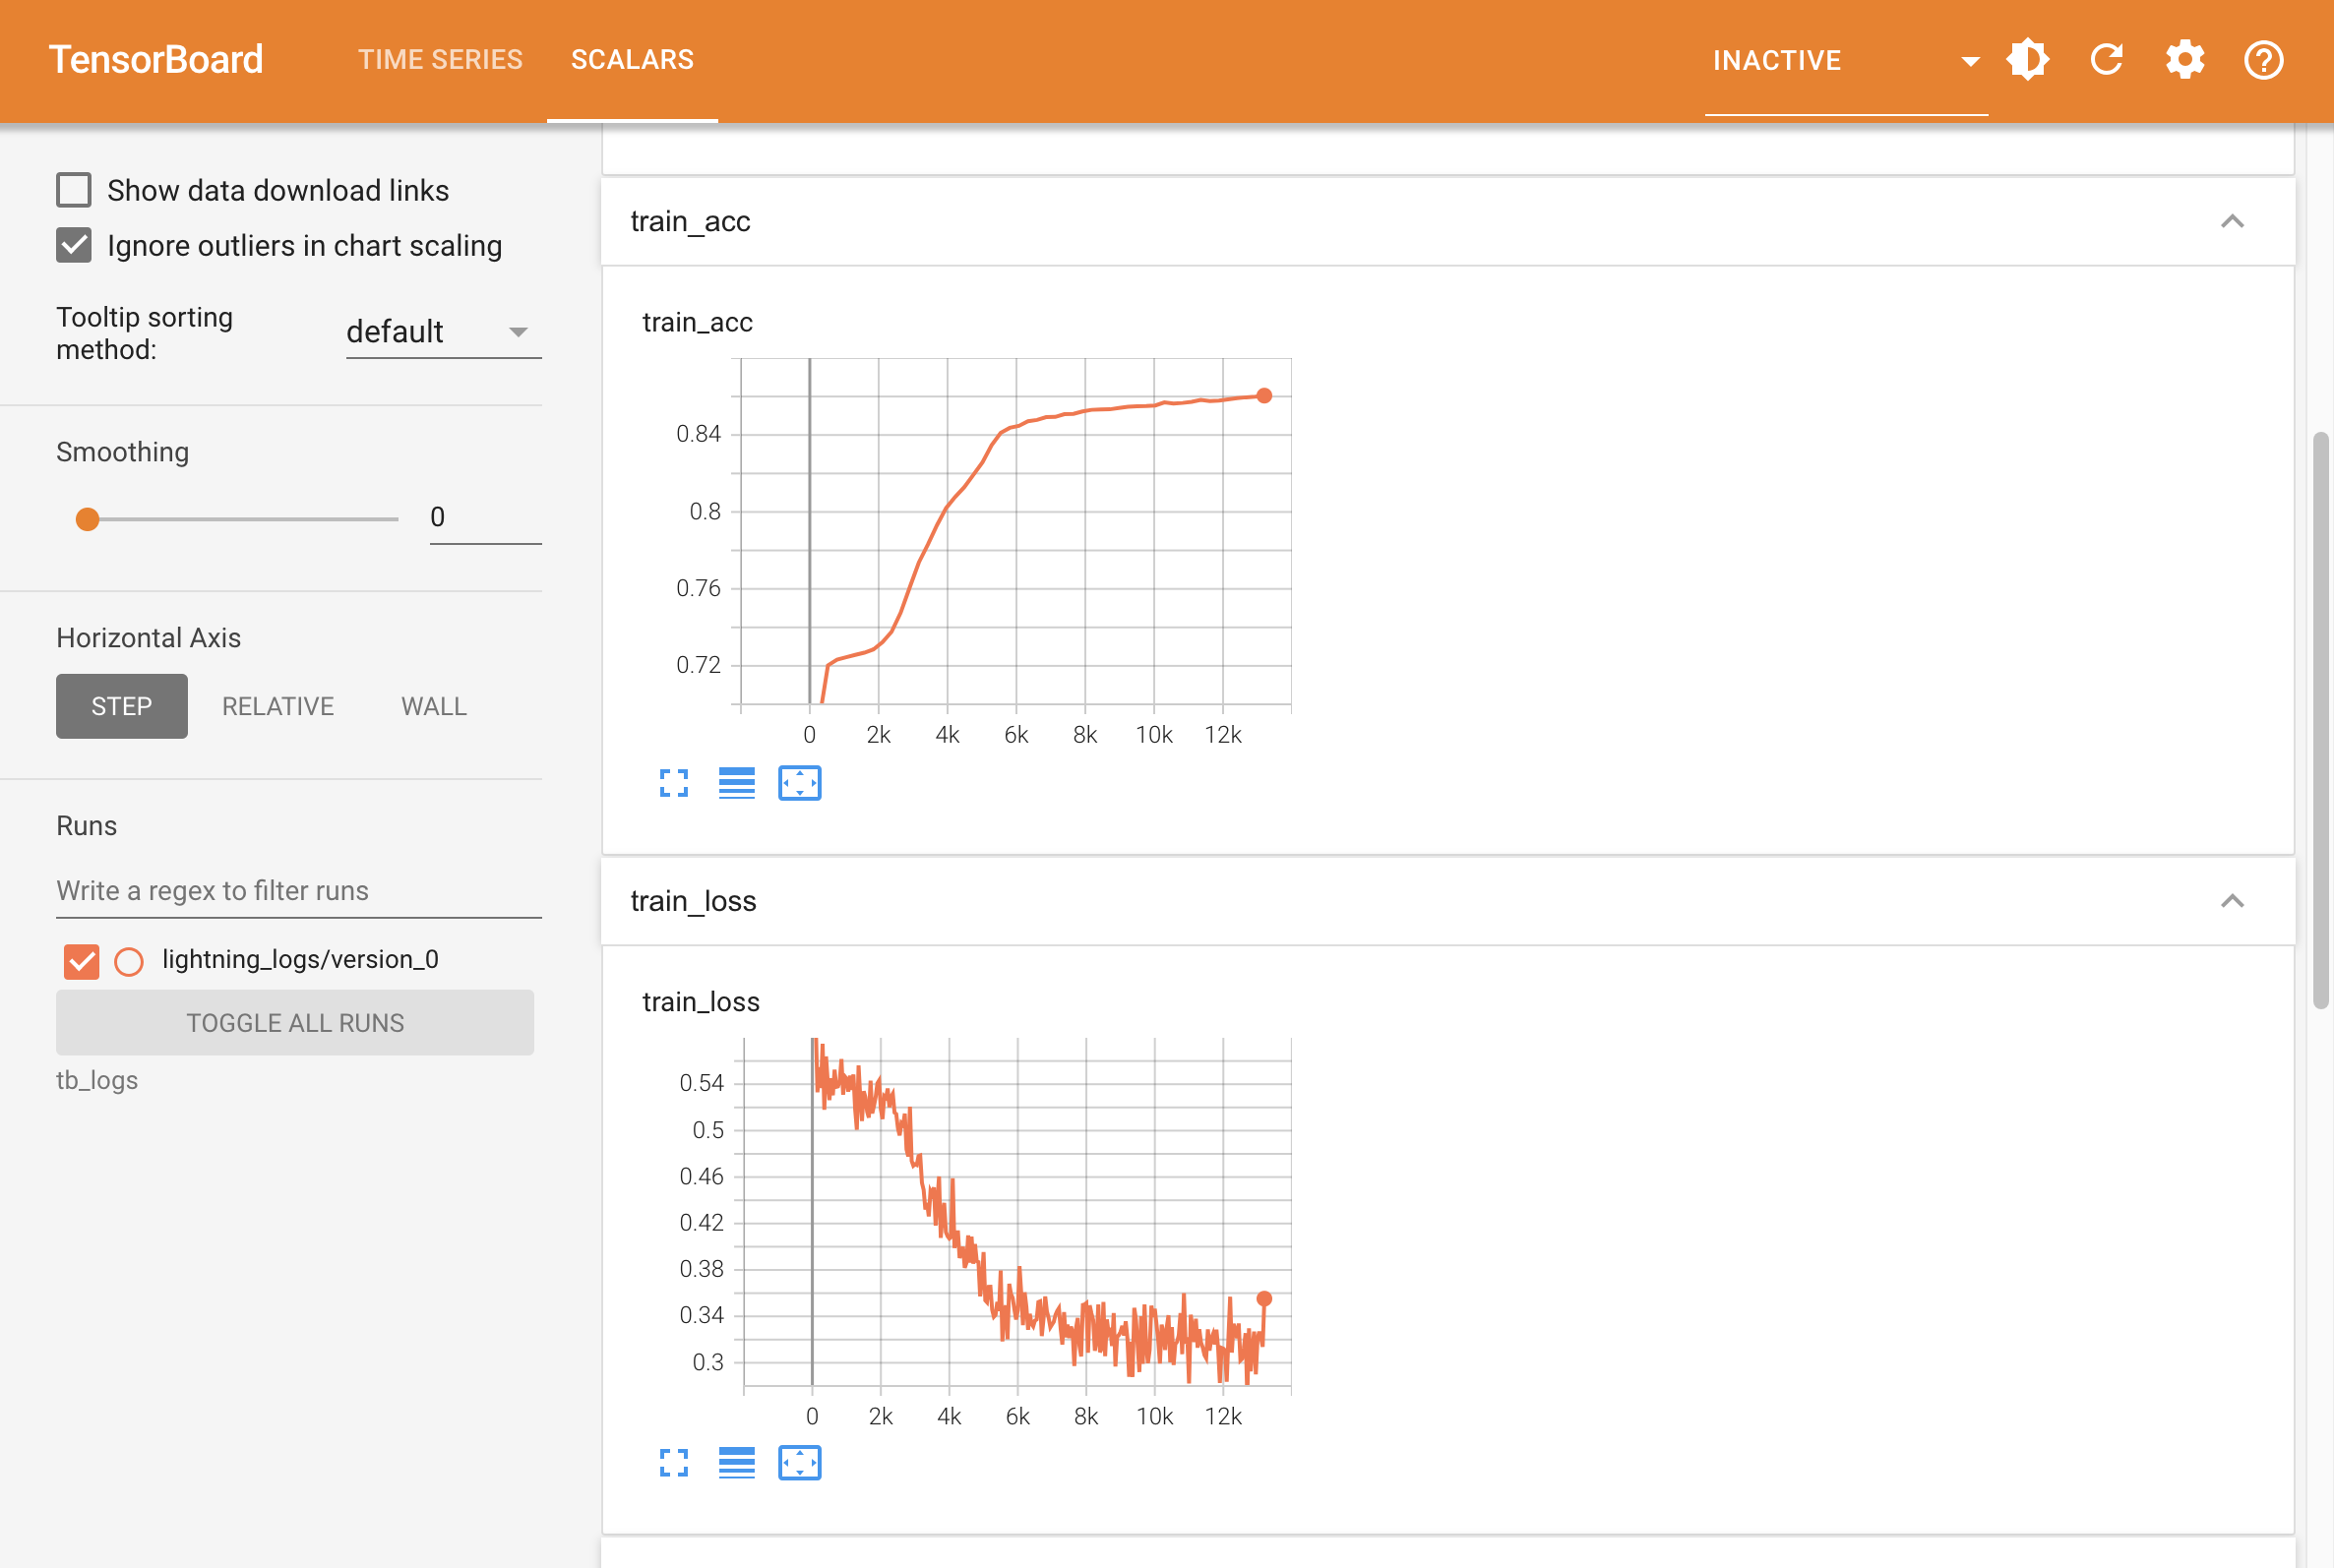 TensorBoard
TIME SERIES
SCALARS
INACTIVE
Show data download links
Ignore outliers in chart scaling
Tooltip sorting
method:
default
Smoothing
0
Horizontal Axis
STEP
RELATIVE
WALL
Runs
Write a regex to filter runs
lightning_logs/version_0
TOGGLE ALL RUNS
tb_logs
train_acc
train_acc
0.84
0.8
0.76
0.72
0 2k 4k 6k 8k 10k 12k
train_loss
train_loss
0.54
0.5
0.46
0.42
0.38
0.34
0.3
0 2k 4k 6k 8k 10k 12k